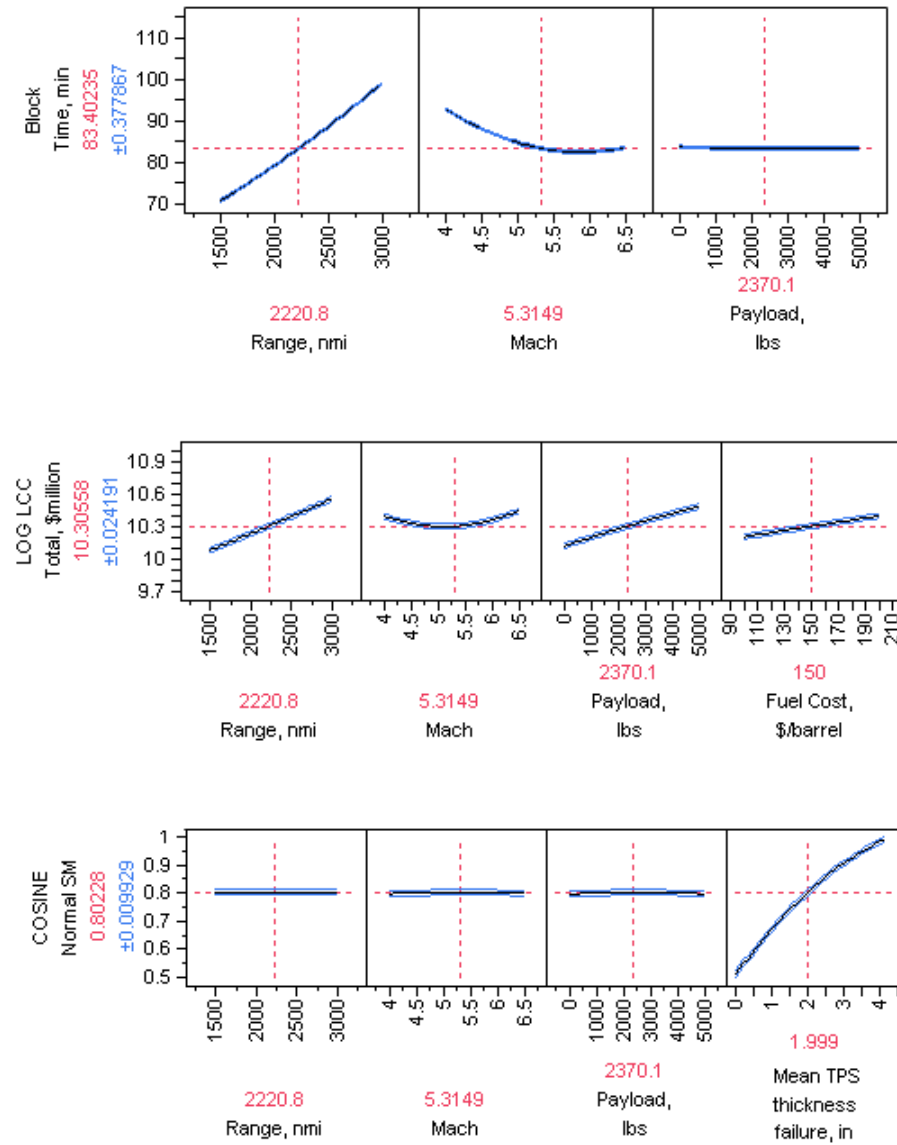 Block
Time, min
83.40235
±0.377867
110
100
90
80
70
1500 2000 2500 3000
4 4.5 5 5.5 6 6.5
0 1000 2000 3000 4000 5000
2220.8
Range, nmi
5.3149
Mach
2370.1
Payload,
lbs
LOG LCC
Total, $million
10.30558
±0.024191
10.9
10.6
10.3
10
9.7
1500 2000 2500 3000
4 4.5 5 5.5 6 6.5
0 1000 2000 3000 4000 5000
90 110 130 150 170 190 210
2220.8
Range, nmi
5.3149
Mach
2370.1
Payload,
lbs
150
Fuel Cost,
$/barrel
COSINE
Normal SM
0.80228
±0.009929
1
0.9
0.8
0.7
0.6
0.5
1500 2000 2500 3000
4 4.5 5 5.5 6 6.5
0 1000 2000 3000 4000 5000
0 1 2 3 4
2220.8
Range, nmi
5.3149
Mach
2370.1
Payload,
lbs
1.999
Mean TPS
thickness
failure, in